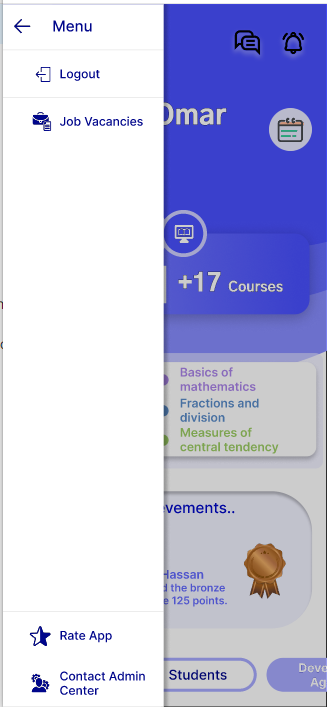 Menu
Logout
Job Vacancies
Omar
+17 Courses
Basics of
mathematics
Fractions and
division
Measures of
central tendency
evements..
Hassan
d the bronze
e 125 points.
Students
Deve
Ag
Rate App
Contact Admin
Center